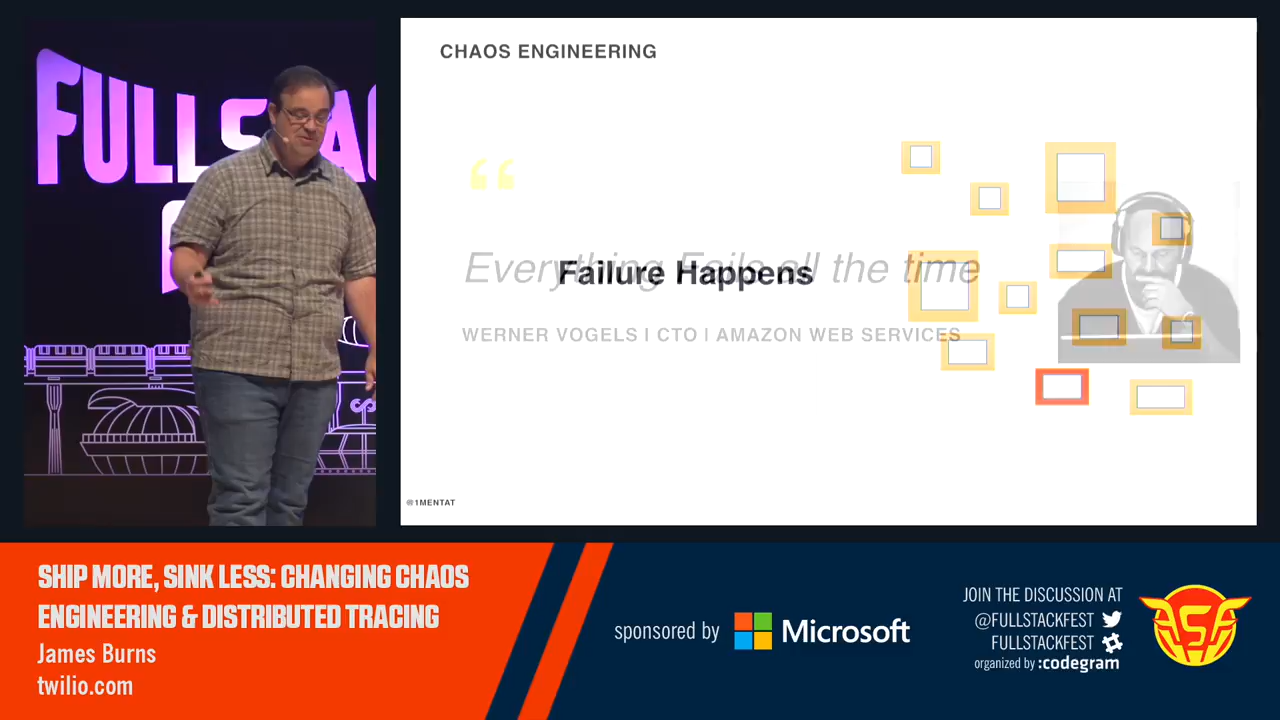 FULLSTAC
CHAOS ENGINEERING
“
Everything Fails all the time
Failure Happens
WERNER VOGELS | CTO | AMAZON WEB SERVICES
@1MENTAT
SHIP MORE, SINK LESS: CHANGING CHAOS
ENGINEERING & DISTRIBUTED TRACING
James Burns
twilio.com
sponsored by Microsoft
JOIN THE DISCUSSION AT
@FULLSTACKFEST
FULLSTACKFEST
organized by :codegram
FSF